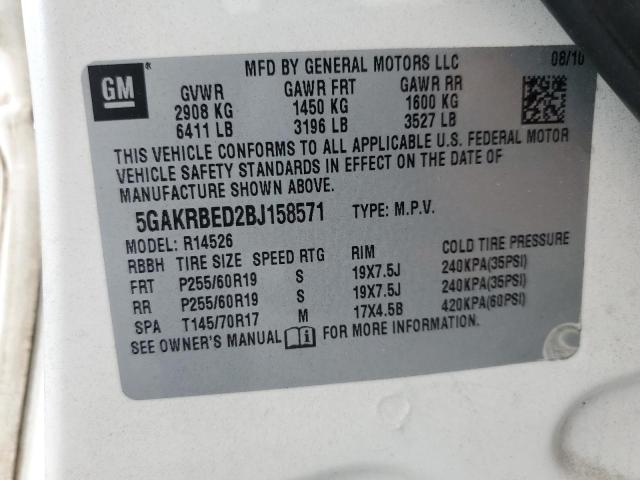 GM
MFD BY GENERAL MOTORS LLC 08/10
GVWR GAWR FRT GAWR RR
2908 KG 1450 KG 1600 KG
6411 LB 3196 LB 3527 LB
THIS VEHICLE CONFORMS TO ALL APPLICABLE U.S. FEDERAL MOTOR
VEHICLE SAFETY STANDARDS IN EFFECT ON THE DATE OF
MANUFACTURE SHOWN ABOVE.
5GAKRBED2BJ158571 TYPE: M.P.V.
MODEL: R14526
RBBH TIRE SIZE SPEED RTG RIM COLD TIRE PRESSURE
FRT P255/60R19 S 19X7.5J 240KPA(35PSI)
RR P255/60R19 S 19X7.5J 240KPA(35PSI)
SPA T145/70R17 M 17X4.5B 420KPA(60PSI)
SEE OWNER'S MANUAL FOR MORE INFORMATION.